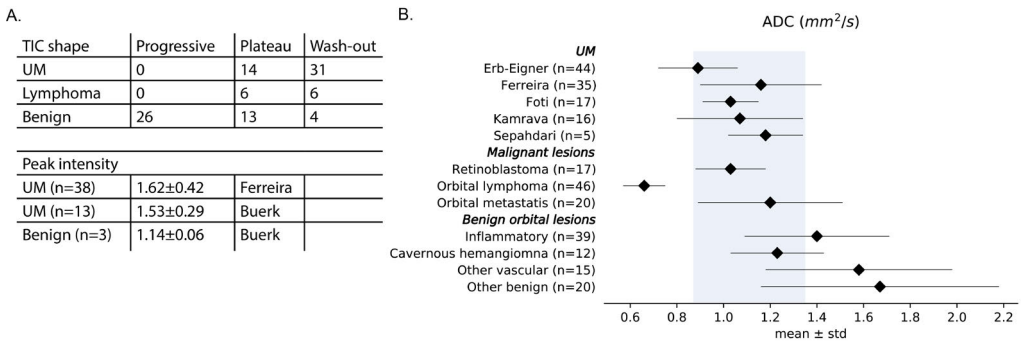 A.
TIC shape Progressive Plateau Wash-out
UM 0 14 31
Lymphoma 0 6 6
Benign 26 13 4
Peak intensity
UM (n=38) 1.62±0.42 Ferreira
UM (n=13) 1.53±0.29 Buerk
Benign (n=3) 1.14±0.06 Buerk
B.
ADC (mm²/s)
UM
Erb-Eigner (n=44)
Ferreira (n=35)
Foti (n=17)
Kamrava (n=16)
Sepahdari (n=5)
Malignant lesions
Retinoblastoma (n=17)
Orbital lymphoma (n=46)
Orbital metastatis (n=20)
Benign orbital lesions
Inflammatory (n=39)
Cavernous hemangiomna (n=12)
Other vascular (n=15)
Other benign (n=20)
0.6 0.8 1.0 1.2 1.4 1.6 1.8 2.0 2.2
mean ± std